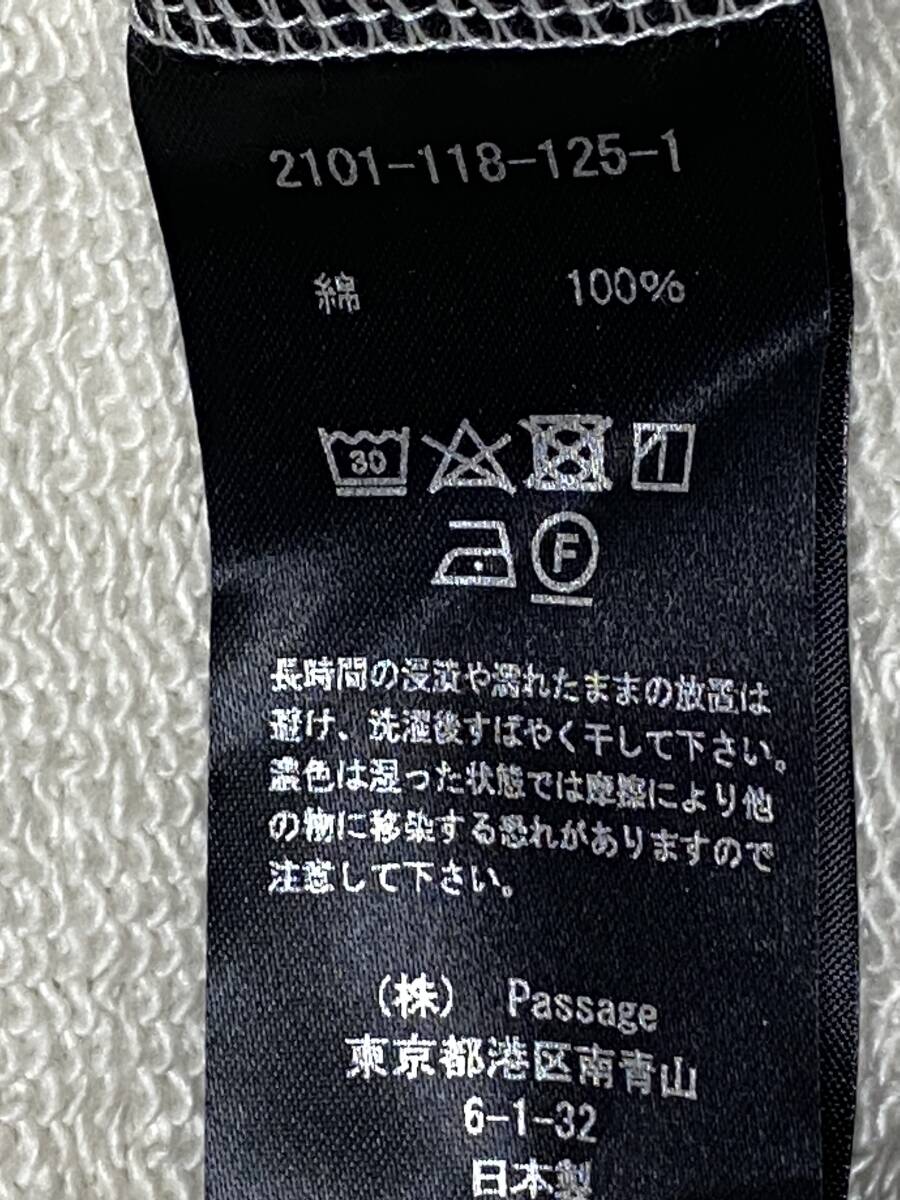 2101-118-125-1
綿 100%
30
F
長時間の浸漬や濡れたままの放置は
避け、洗濯後すばやく干して下さい。
濃色は湿った状態では摩擦により他
の物に移染する恐れがありますので
注意して下さい。
(株) Passage
東京都港区南青山
6-1-32
日本製